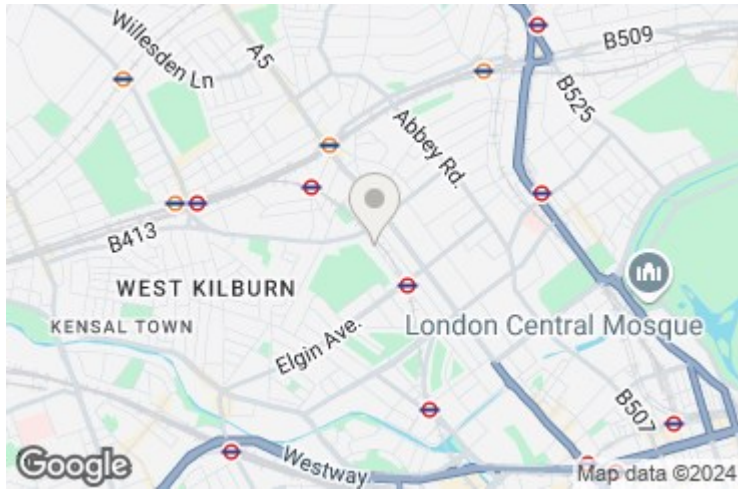 Willesden Ln
A5
B509
B525
Abbey Rd.
B413
WEST KILBURN
KENSAL TOWN
London Central Mosque
Elgin Ave.
B507
Westway
Google
Map data ©2024